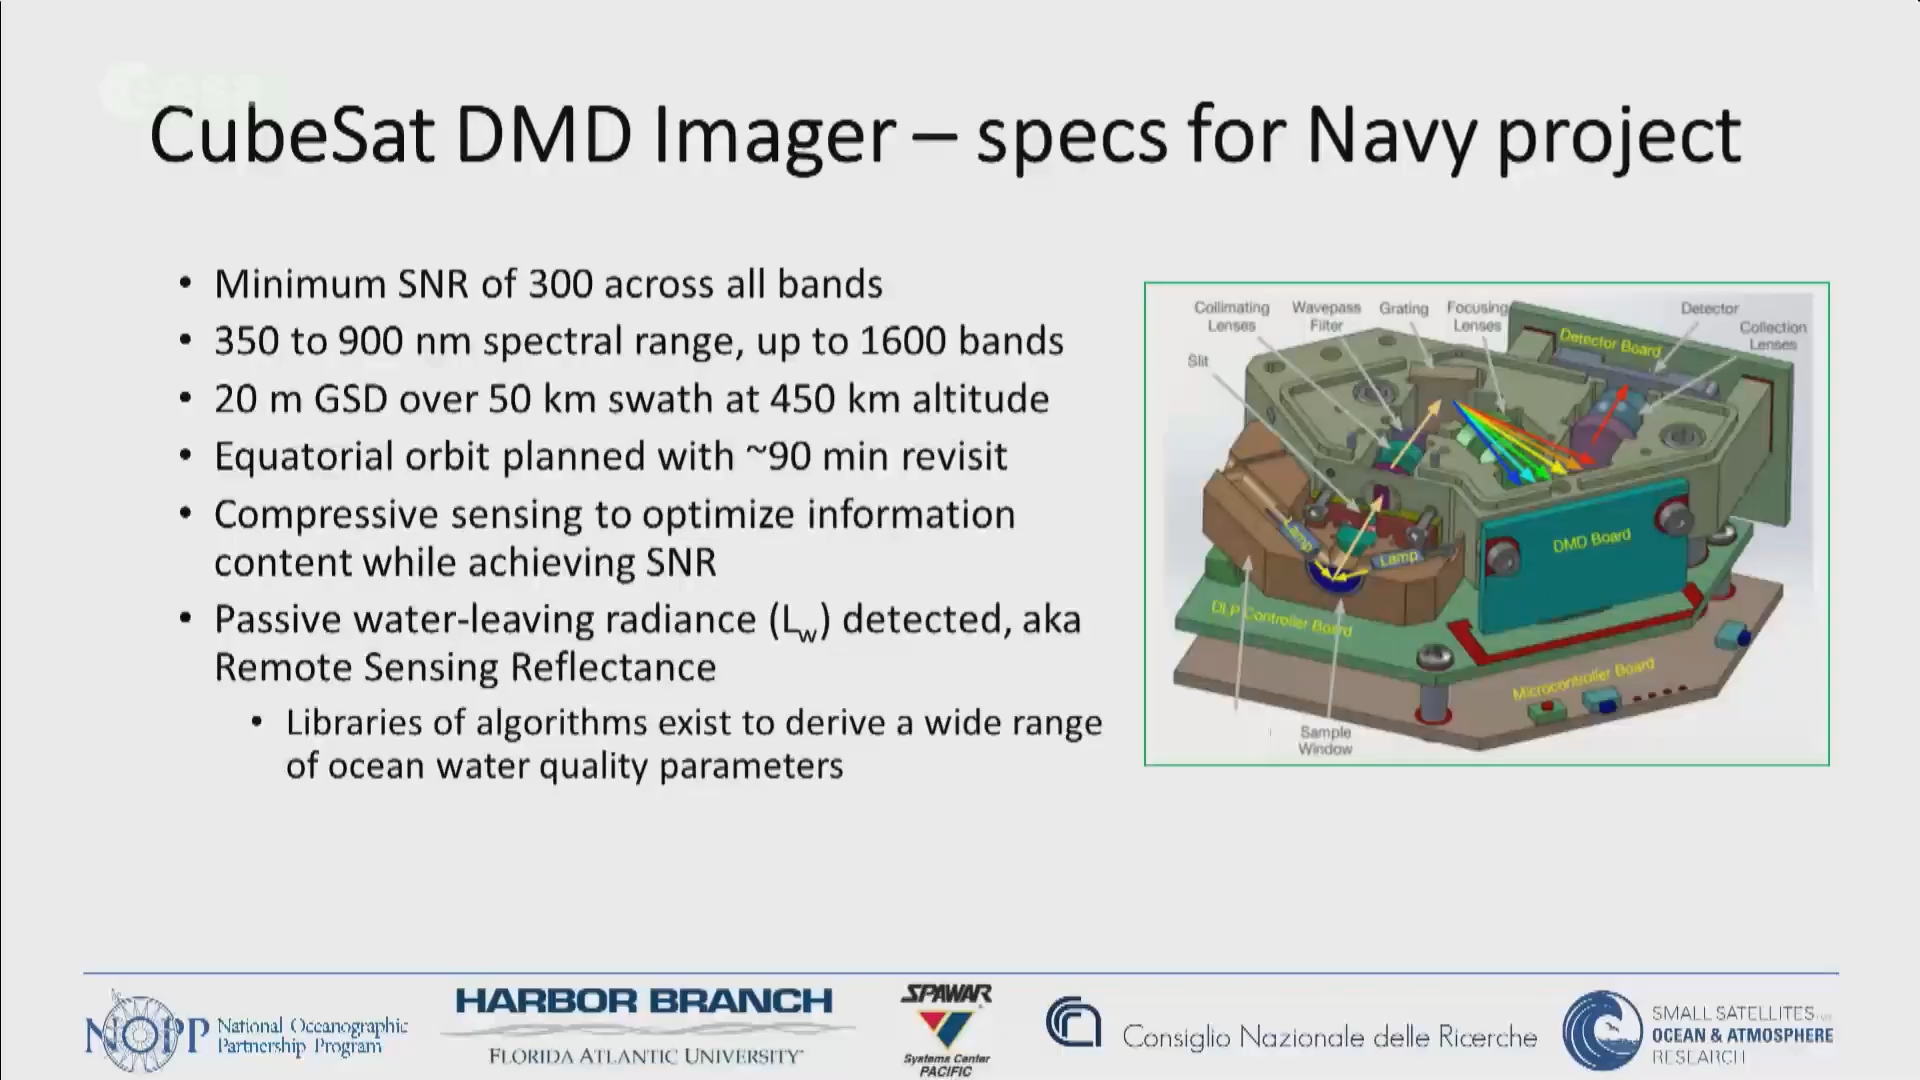 CubeSat DMD Imager – specs for Navy project
• Minimum SNR of 300 across all bands
• 350 to 900 nm spectral range, up to 1600 bands
• 20 m GSD over 50 km swath at 450 km altitude
• Equatorial orbit planned with ~90 min revisit
• Compressive sensing to optimize information
content while achieving SNR
• Passive water-leaving radiance (Lw) detected, aka
Remote Sensing Reflectance
• Libraries of algorithms exist to derive a wide range
of ocean water quality parameters
Collimating
Lenses
Wavepass
Filter
Grating
Focusing
Lenses
Detector
Collection
Lenses
Slit
Detector Board
Lamp
Lamp
DMD Board
DLP Controller Board
Microcontroller Board
Sample
Window
NOPP
National Oceanographic
Partnership Program
HARBOR BRANCH
FLORIDA ATLANTIC UNIVERSITY
SPAWAR
Systems Center
PACIFIC
Consiglio Nazionale delle Ricerche
SMALL SATELLITES
OCEAN & ATMOSPHERE
RESEARCH